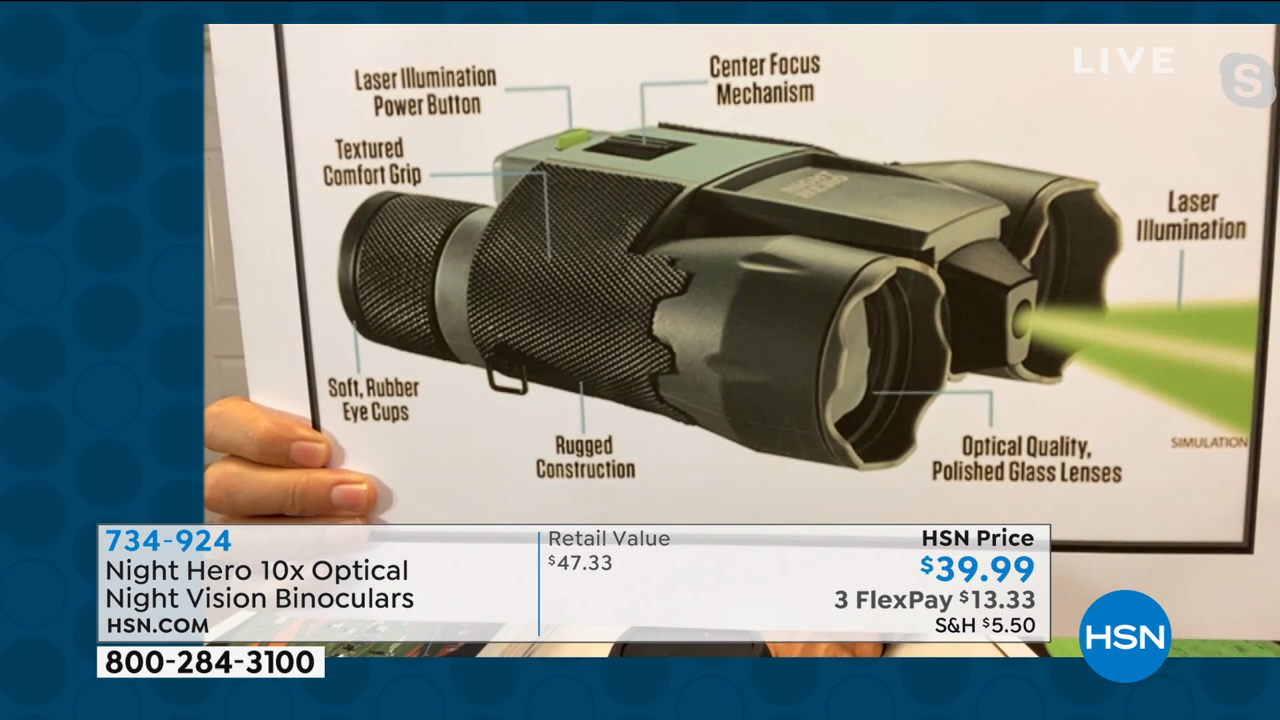 LIVE
S
Laser Illumination
Power Button
Center Focus
Mechanism
Textured
Comfort Grip
Laser
Illumination
Soft, Rubber
Eye Cups
Rugged
Construction
Optical Quality,
Polished Glass Lenses
SIMULATION
734-924
Night Hero 10x Optical
Night Vision Binoculars
HSN.COM
Retail Value
$47.33
HSN Price
$39.99
3 FlexPay $13.33
S&H $5.50
800-284-3100
HSN